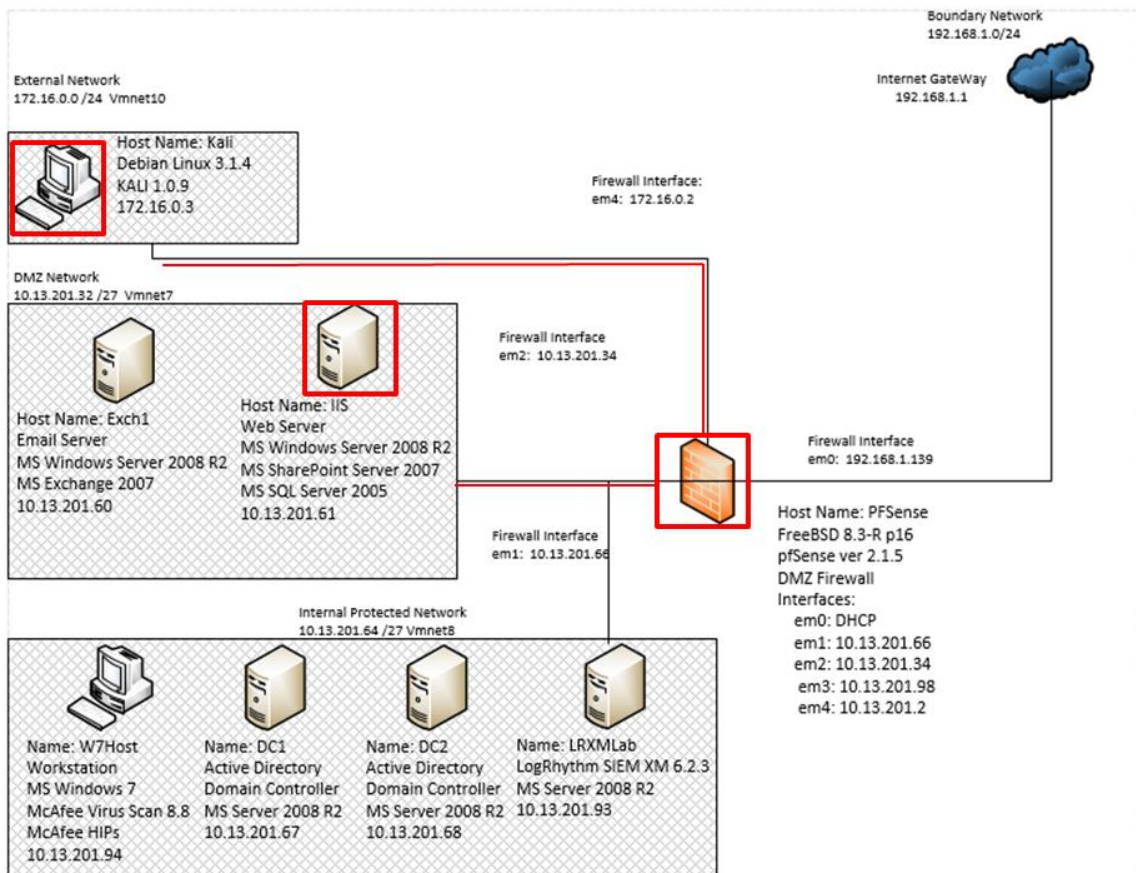 Boundary Network
192.168.1.0/24
Internet GateWay
192.168.1.1
External Network
172.16.0.0 /24 Vmnet10
Host Name: Kali
Debian Linux 3.1.4
KALI 1.0.9
172.16.0.3
Firewall Interface:
em4: 172.16.0.2
DMZ Network
10.13.201.32 /27 Vmnet7
Host Name: Exch1
Email Server
MS Windows Server 2008 R2
MS Exchange 2007
10.13.201.60
Host Name: IIS
Web Server
MS Windows Server 2008 R2
MS SharePoint Server 2007
MS SQL Server 2005
10.13.201.61
Firewall Interface
em2: 10.13.201.34
Firewall Interface
em0: 192.168.1.139
Firewall Interface
em1: 10.13.201.66
Host Name: PFSense
FreeBSD 8.3-R p16
pfSense ver 2.1.5
DMZ Firewall
Interfaces:
em0: DHCP
em1: 10.13.201.66
em2: 10.13.201.34
em3: 10.13.201.98
em4: 10.13.201.2
Internal Protected Network
10.13.201.64 /27 Vmnet8
Name: W7Host
Workstation
MS Windows 7
McAfee Virus Scan 8.8
McAfee HIPs
10.13.201.94
Name: DC1
Active Directory
Domain Controller
MS Server 2008 R2
10.13.201.67
Name: DC2
Active Directory
Domain Controller
MS Server 2008 R2
10.13.201.68
Name: LRXMLab
LogRhythm SIEM XM 6.2.3
MS Server 2008 R2
10.13.201.93